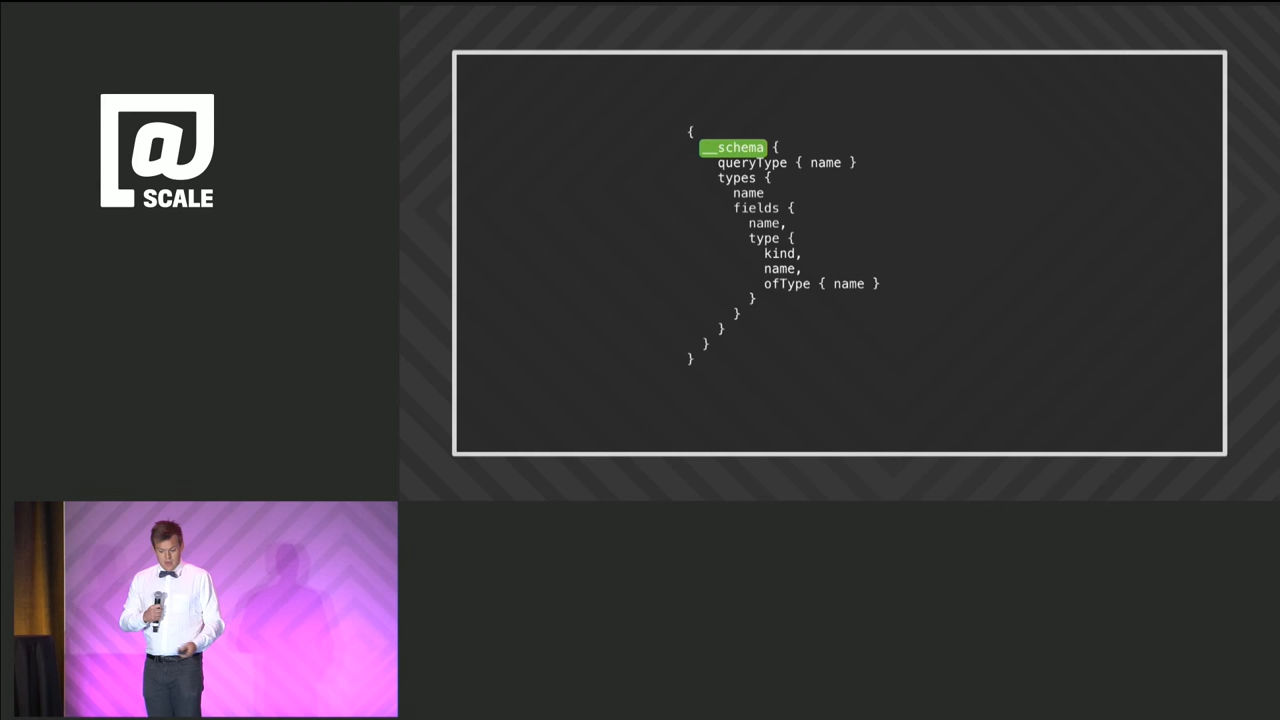 @
SCALE
{
__schema {
queryType { name }
types {
name
fields {
name,
type {
kind,
name,
ofType { name }
}
}
}
}
}